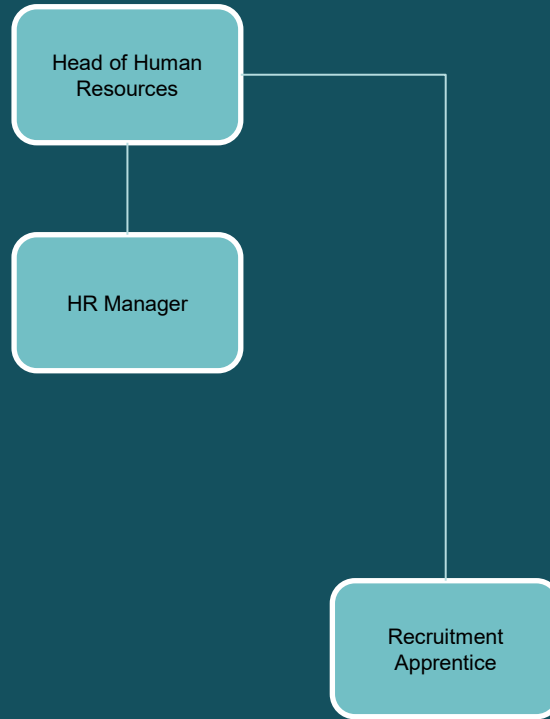 Head of Human
Resources
HR Manager
Recruitment
Apprentice